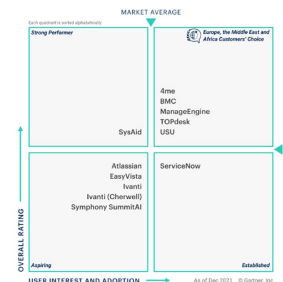 MARKET AVERAGE
Each quadrant is sorted alphabetically
Strong Performer
Europe, the Middle East and
Africa Customers' Choice
4me
BMC
ManageEngine
TOPdesk
USU
SysAid
Atlassian
EasyVista
Ivanti
Ivanti (Cherwell)
Symphony SummitAI
ServiceNow
OVERALL RATING
Aspiring
Established
USER INTEREST AND ADOPTION
As of Dec 2021 © Gartner, Inc